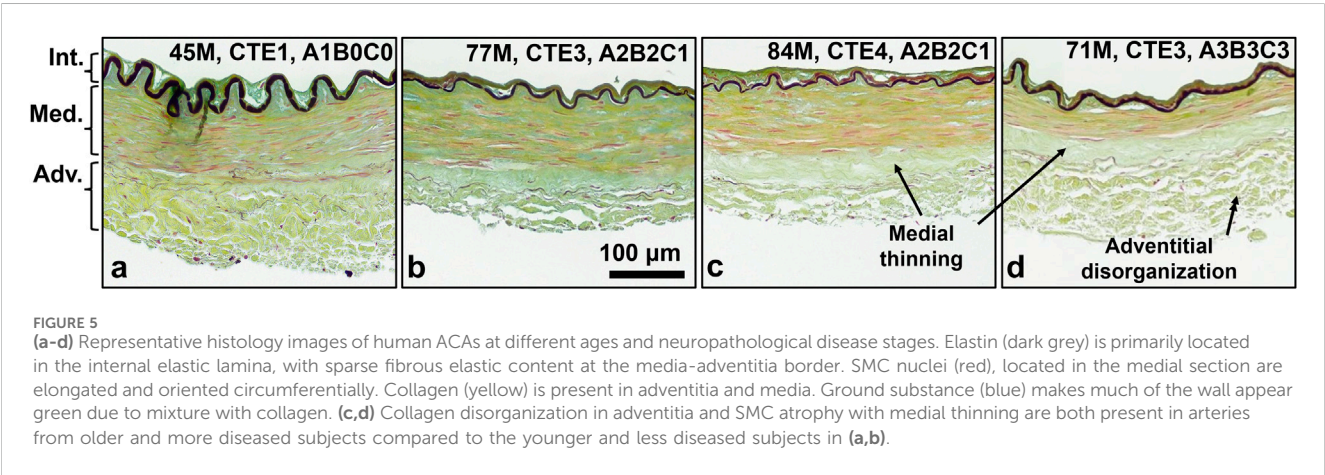 45M, CTE1, A1B0C0
77M, CTE3, A2B2C1
84M, CTE4, A2B2C1
71M, CTE3, A3B3C3
Int.
Med.
Adv.
Medial
thinning
Adventitial
disorganization
100 µm
a
b
c
d
FIGURE 5
(a-d) Representative histology images of human ACAs at different ages and neuropathological disease stages. Elastin (dark grey) is primarily located
in the internal elastic lamina, with sparse fibrous elastic content at the media-adventitia border. SMC nuclei (red), located in the medial section are
elongated and oriented circumferentially. Collagen (yellow) is present in adventitia and media. Ground substance (blue) makes much of the wall appear
green due to mixture with collagen. (c,d) Collagen disorganization in adventitia and SMC atrophy with medial thinning are both present in arteries
from older and more diseased subjects compared to the younger and less diseased subjects in (a,b).